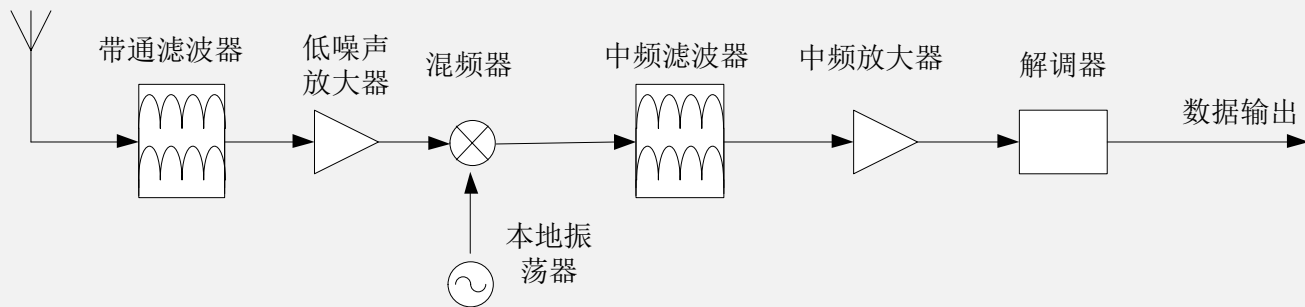 带通滤波器
低噪声
放大器
混频器
中频滤波器
中频放大器
解调器
数据输出
本地振
荡器